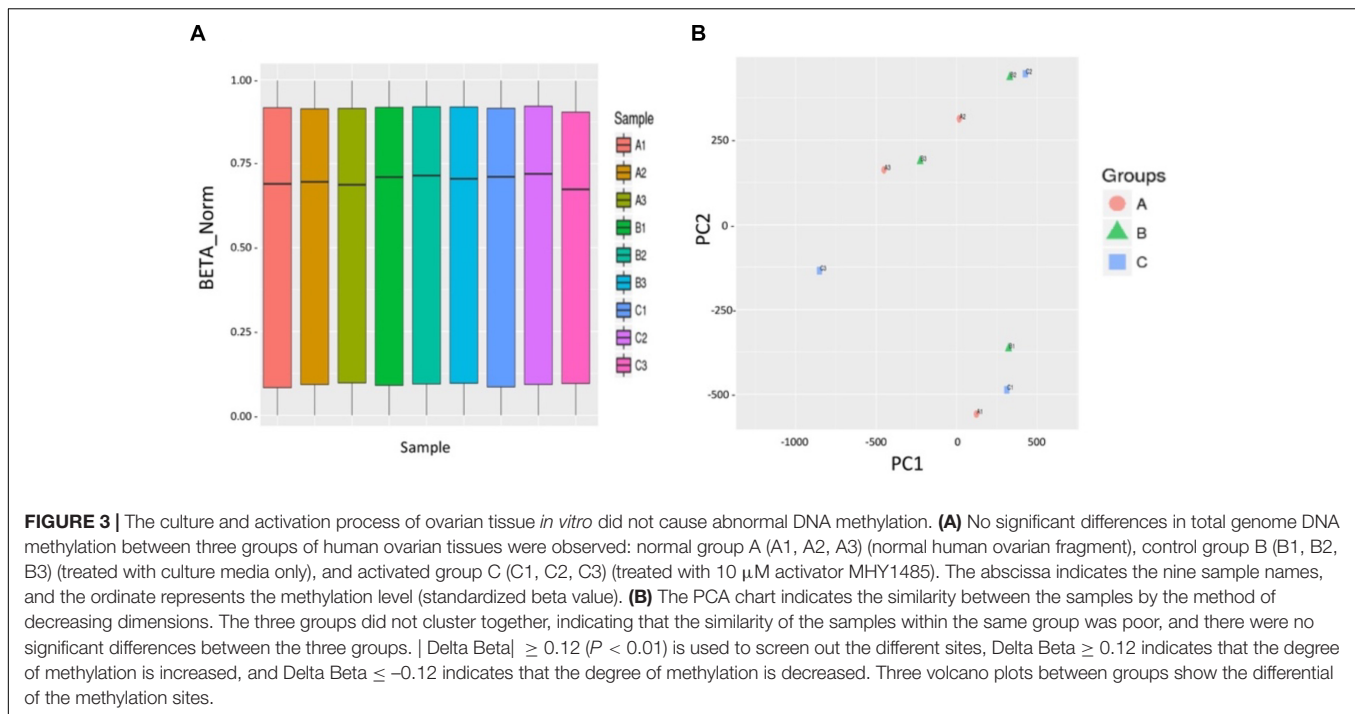 A
B
1.00
0.75
0.50
0.25
0.00
BETA_Norm
Sample
Sample
A1
A2
A3
B1
B2
B3
C1
C2
C3
250
0
-250
-500
PC2
-1000
-500
0
500
PC1
C2
A2
A3
C1
A1
Groups
A
B
C
FIGURE 3 | The culture and activation process of ovarian tissue in vitro did not cause abnormal DNA methylation. (A) No significant differences in total genome DNA
methylation between three groups of human ovarian tissues were observed: normal group A (A1, A2, A3) (normal human ovarian fragment), control group B (B1, B2,
B3) (treated with culture media only), and activated group C (C1, C2, C3) (treated with 10 μM activator MHY1485). The abscissa indicates the nine sample names,
and the ordinate represents the methylation level (standardized beta value). (B) The PCA chart indicates the similarity between the samples by the method of
decreasing dimensions. The three groups did not cluster together, indicating that the similarity of the samples within the same group was poor, and there were no
significant differences between the three groups. | Delta Beta| ≥ 0.12 (P < 0.01) is used to screen out the different sites, Delta Beta ≥ 0.12 indicates that the degree
of methylation is increased, and Delta Beta ≤ –0.12 indicates that the degree of methylation is decreased. Three volcano plots between groups show the differential
of the methylation sites.